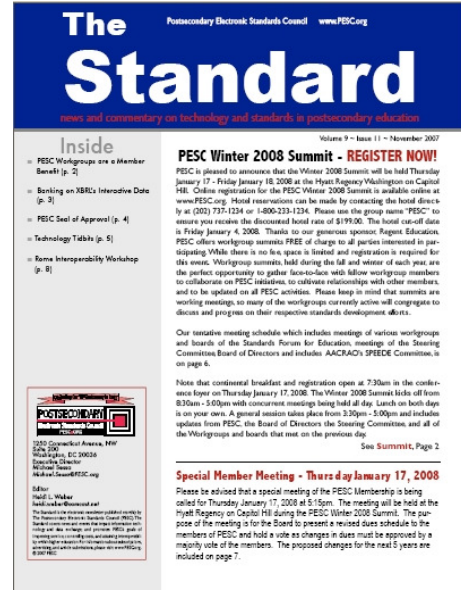 The
Postsecondary Electronic Standards Council www.PESC.org
Standard
news and commentary on technology and standards in postsecondary education
Volume 9 ~ Issue 11 ~ November 2007
Inside
PESC Workgroups are a Member
Benefit (p. 2)
Banking on XBRL's Interactive Data
(p. 3)
PESC Seal of Approval (p. 4)
Technology Tidbits (p. 5)
Rome Interoperability Workshop
(p. 8)
POSTSECONDARY
Electronic Standards Council
PESC.ORG
1250 Connecticut Avenue, NW
Suite 200
Washington, DC 20036
Executive Director
Michael Sessa
Michael.Sessa@PESC.org
Editor
Heidi L. Weber
heidi.weber@comcast.net
PESC Winter 2008 Summit - REGISTER NOW!
PESC is pleased to announce that the Winter 2008 Summit will be held Thursday
January 17 - Friday January 18, 2008 at the Hyatt Regency Washington on Capitol
Hill. Online registration for the PESC Winter 2008 Summit is available online at
www.PESC.org. Hotel reservations can be made by contacting the hotel direct-
ly at (202) 737-1234 or 1-800-233-1234. Please use the group name "PESC" to
ensure you receive the discounted hotel rate of $199.00. The hotel cut-off date
is Friday January 4, 2008. Thanks to our generous sponsor, Regent Education,
PESC offers workgroup summits FREE of charge to all parties interested in par-
ticipating. While there is no fee, space is limited and registration is required for
this event. Workgroup summits, held during the fall and winter of each year, are
the perfect opportunity to gather face-to-face with fellow workgroup members
to collaborate on PESC initiatives, to cultivate relationships with other members,
and to be updated on all PESC activities. Please keep in mind that summits are
working meetings, so many of the workgroups currently active will congregate to
discuss and progress on their respective standards development efforts.
Our tentative meeting schedule which includes meetings of various workgroups
and boards of the Standards Forum for Education, meetings of the Steering
Committee, Board of Directors and includes AACRAO's SPEEDE Committee, is
on page 6.
Note that continental breakfast and registration open at 7:30am in the confer-
ence foyer on Thursday January 17, 2008. The Winter 2008 Summit kicks off from
8:30am - 5:00pm with concurrent meetings being held all day. Lunch on both days
is on your own. A general session takes place from 3:30pm - 5:00pm and includes
updates from PESC, the Board of Directors the Steering Committee, and all of
the Workgroups and boards that met on the previous day.
See Summit, Page 2
Special Member Meeting - Thursday January 17, 2008
Please be advised that a special meeting of the PESC Membership is being
called for Thursday January 17, 2008 at 5:15pm. The meeting will be held at the
Hyatt Regency on Capitol Hill during the PESC Winter 2008 Summit. The pur-
pose of the meeting is for the Board to present a revised dues schedule to the
members of PESC and hold a vote as changes in dues must be approved by a
majority vote of the members. The proposed changes for the next 5 years are
included on page 7.